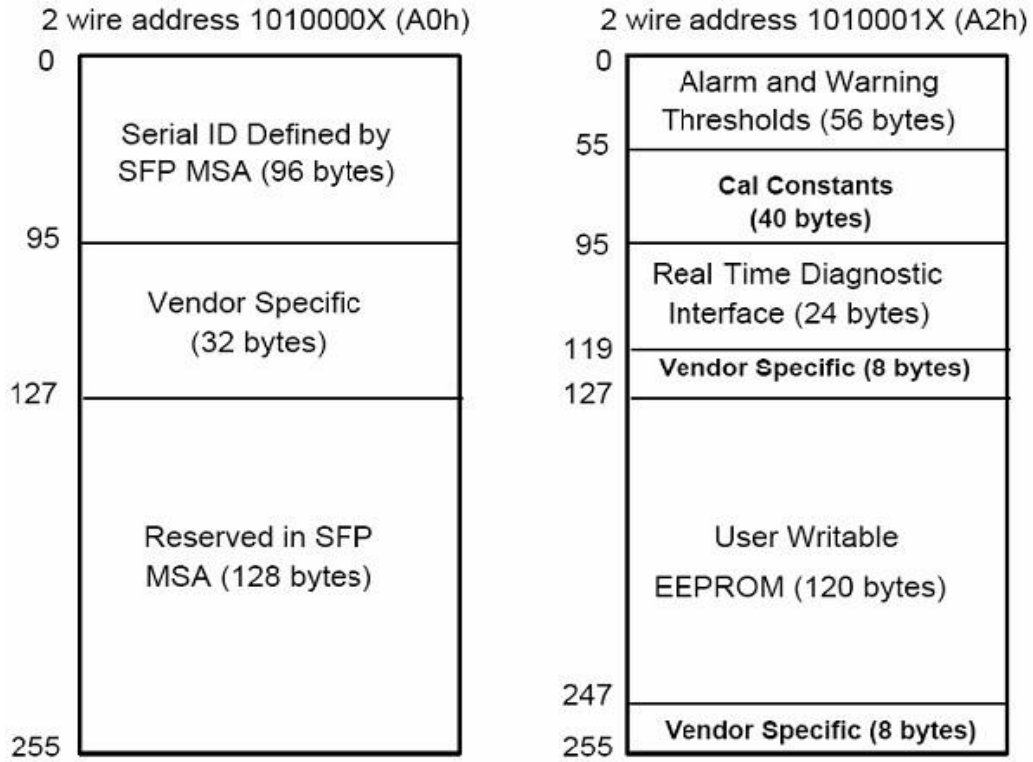 2 wire address 1010000X (A0h)
0
Serial ID Defined by
SFP MSA (96 bytes)
95
Vendor Specific
(32 bytes)
127
Reserved in SFP
MSA (128 bytes)
255
2 wire address 1010001X (A2h)
0
Alarm and Warning
Thresholds (56 bytes)
55
Cal Constants
(40 bytes)
95
Real Time Diagnostic
Interface (24 bytes)
119
Vendor Specific (8 bytes)
127
User Writable
EEPROM (120 bytes)
247
Vendor Specific (8 bytes)
255